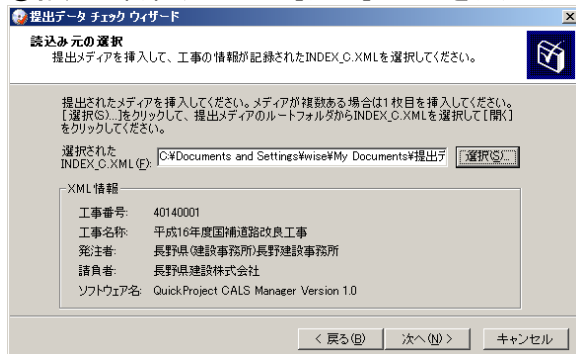 提出データ チェック ウィザード
読込み元の選択
提出メディアを挿入して、工事の情報が記録されたINDEX_C.XMLを選択してください。
提出されたメディアを挿入してください。メディアが複数ある場合は1枚目を挿入してください。
[選択(S)...]をクリックして、提出メディアのルートフォルダからINDEX_C.XMLを選択して[開く]
をクリックしてください。
選択された
INDEX_C.XML(F): C:¥Documents and Settings¥wise¥My Documents¥提出デ 選択(S)...
XML情報
工事番号: 40140001
工事名称: 平成16年度国補道路改良工事
発注者: 長野県(建設事務所)長野建設事務所
請負者: 長野県建設株式会社
ソフトウェア名: QuickProject CALS Manager Version 1.0
< 戻る(B) 次へ(N) > キャンセル